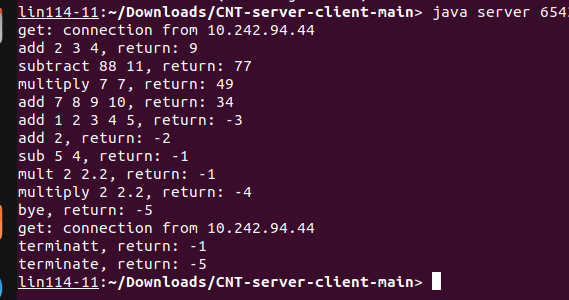 lin114-11:~/Downloads/CNT-server-client-main> java server 654
get: connection from 10.242.94.44
add 2 3 4, return: 9
subtract 88 11, return: 77
multiply 7 7, return: 49
add 7 8 9 10, return: 34
add 1 2 3 4 5, return: -3
add 2, return: -2
sub 5 4, return: -1
mult 2 2.2, return: -1
multiply 2 2.2, return: -4
bye, return: -5
get: connection from 10.242.94.44
terminatt, return: -1
terminate, return: -5
lin114-11:~/Downloads/CNT-server-client-main>